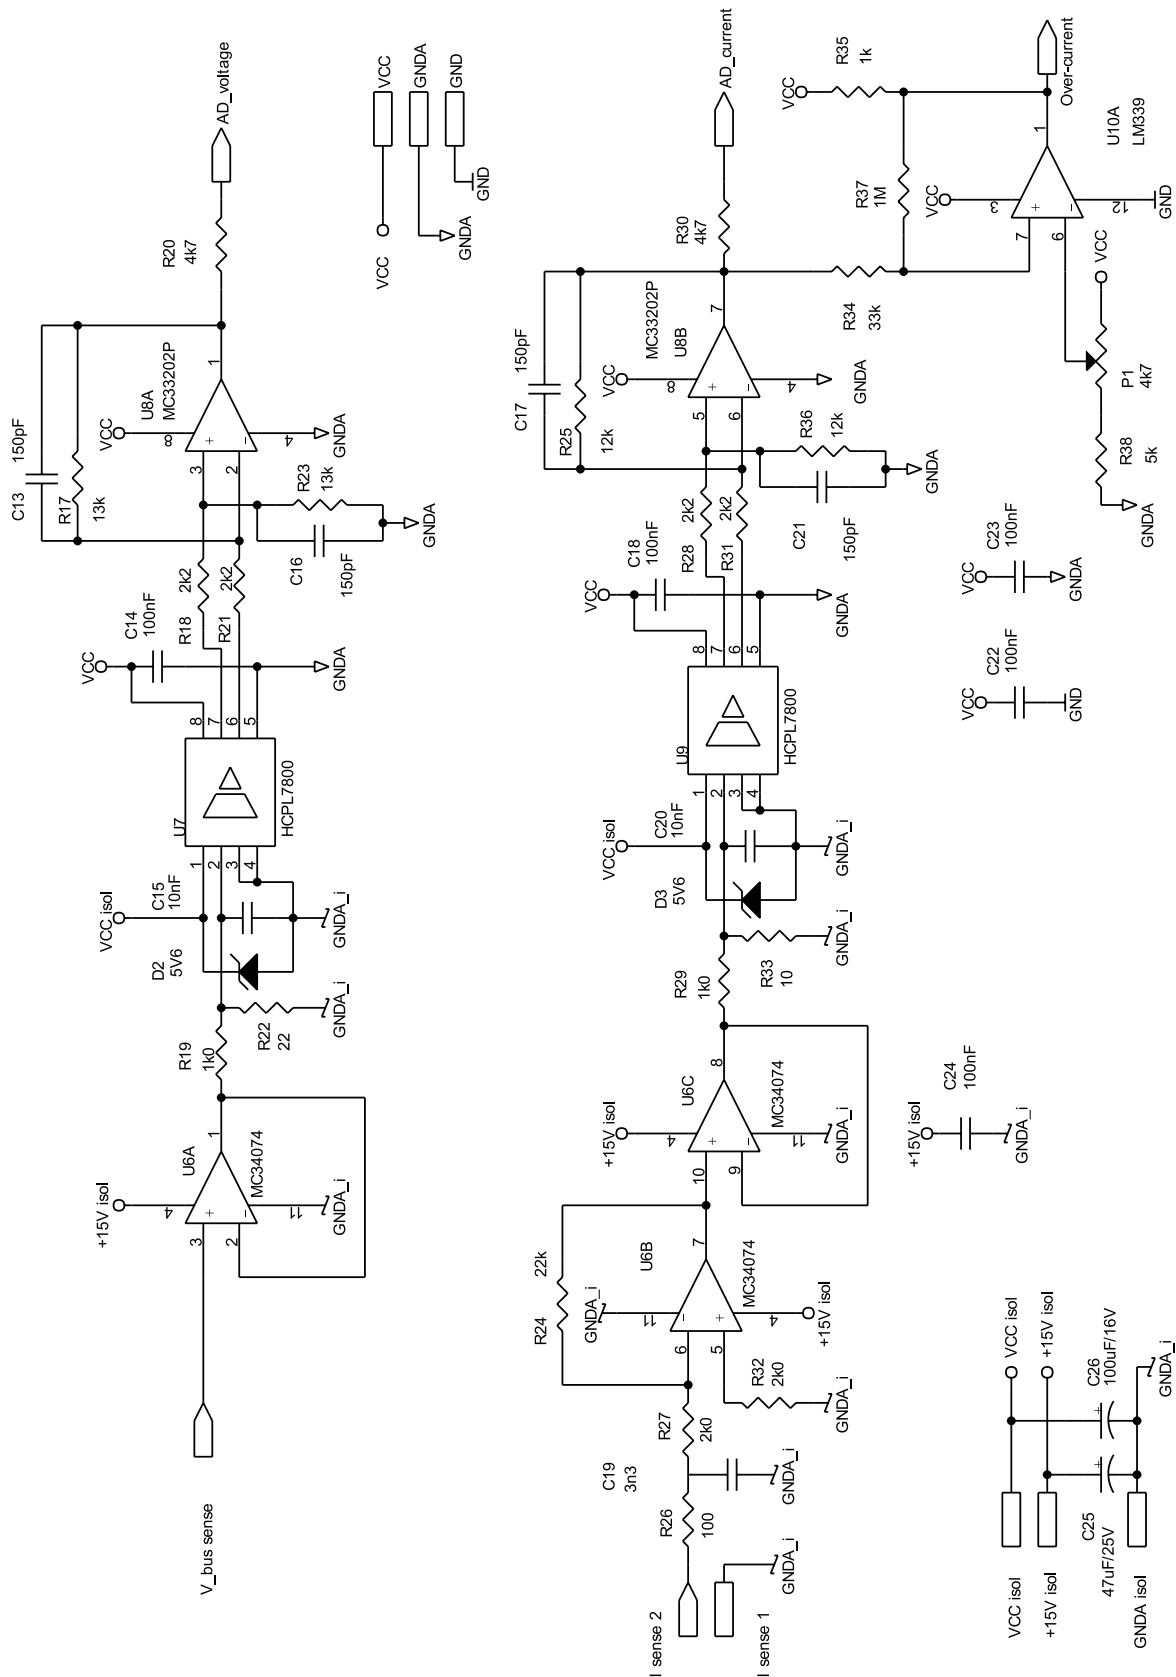 V_bus sense
+15V isol
U6A
MC34074
3
2
4
11
1
+
-
GNDA_i
R19
1k0
R22
22
GNDA_i
D2
5V6
VCC isol
C15
10nF
GNDA_i
1
2
3
4
U7
HCPL7800
8
7
6
5
VCC
C14
100nF
GNDA
R18
2k2
R21
2k2
C13
150pF
R17
13k
C16
150pF
R23
13k
GNDA
VCC
U8A
MC33202P
3
2
8
4
1
+
-
GNDA
R20
4k7
AD_voltage
VCC
VCC
GNDA
GNDA
GND
GND
I sense 2
I sense 1
GNDA_i
R26
100
C19
3n3
GNDA_i
R27
2k0
R32
2k0
GNDA_i
R24
22k
GNDA_i
U6B
MC34074
6
5
11
4
7
-
+
+15V isol
+15V isol
U6C
MC34074
10
9
4
11
8
+
-
GNDA_i
R29
1k0
R33
10
GNDA_i
D3
5V6
VCC isol
C20
10nF
GNDA_i
1
2
3
4
U9
HCPL7800
8
7
6
5
VCC
C18
100nF
GNDA
R28
2k2
R31
2k2
C17
150pF
R25
12k
C21
150pF
R36
12k
GNDA
VCC
MC33202P
U8B
5
6
8
4
7
+
-
GNDA
R30
4k7
AD_current
R34
33k
R37
1M
VCC
R35
1k
VCC
3
7
6
12
1
+
-
GND
U10A
LM339
Over-current
VCC
P1
4k7
R38
5k
GNDA
VCC
C23
100nF
GNDA
VCC
C22
100nF
GND
+15V isol
C24
100nF
GNDA_i
VCC isol
VCC isol
+15V isol
+15V isol
GNDA isol
C25
47uF/25V
+
C26
100uF/16V
+
GNDA_i